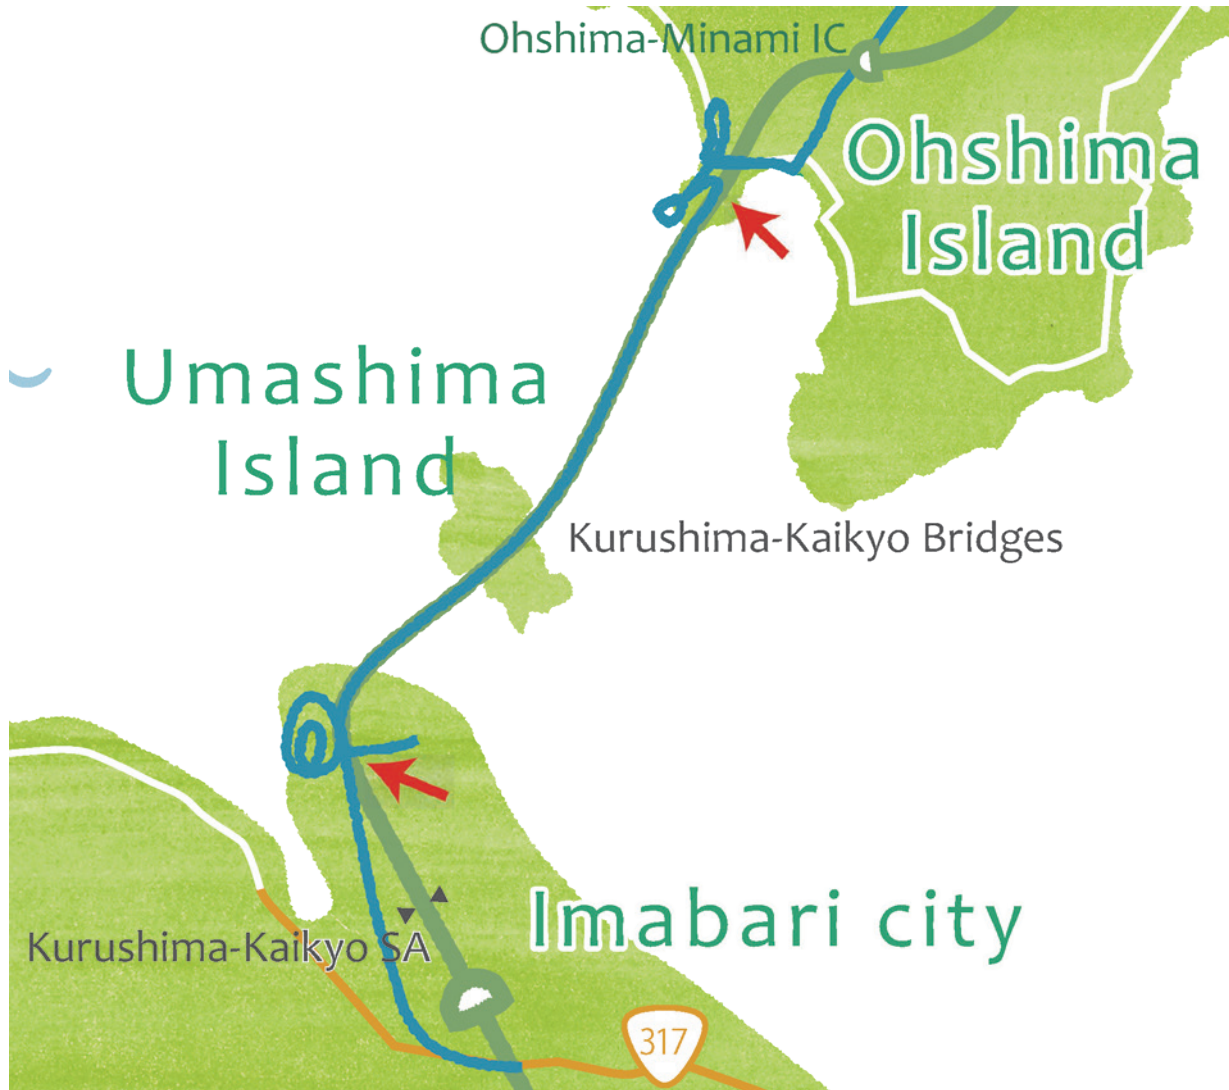 Ohshima-Minami IC
Ohshima
Island
Umashima
Island
Kurushima-Kaikyo Bridges
Imabari city
Kurushima-Kaikyo SA
317